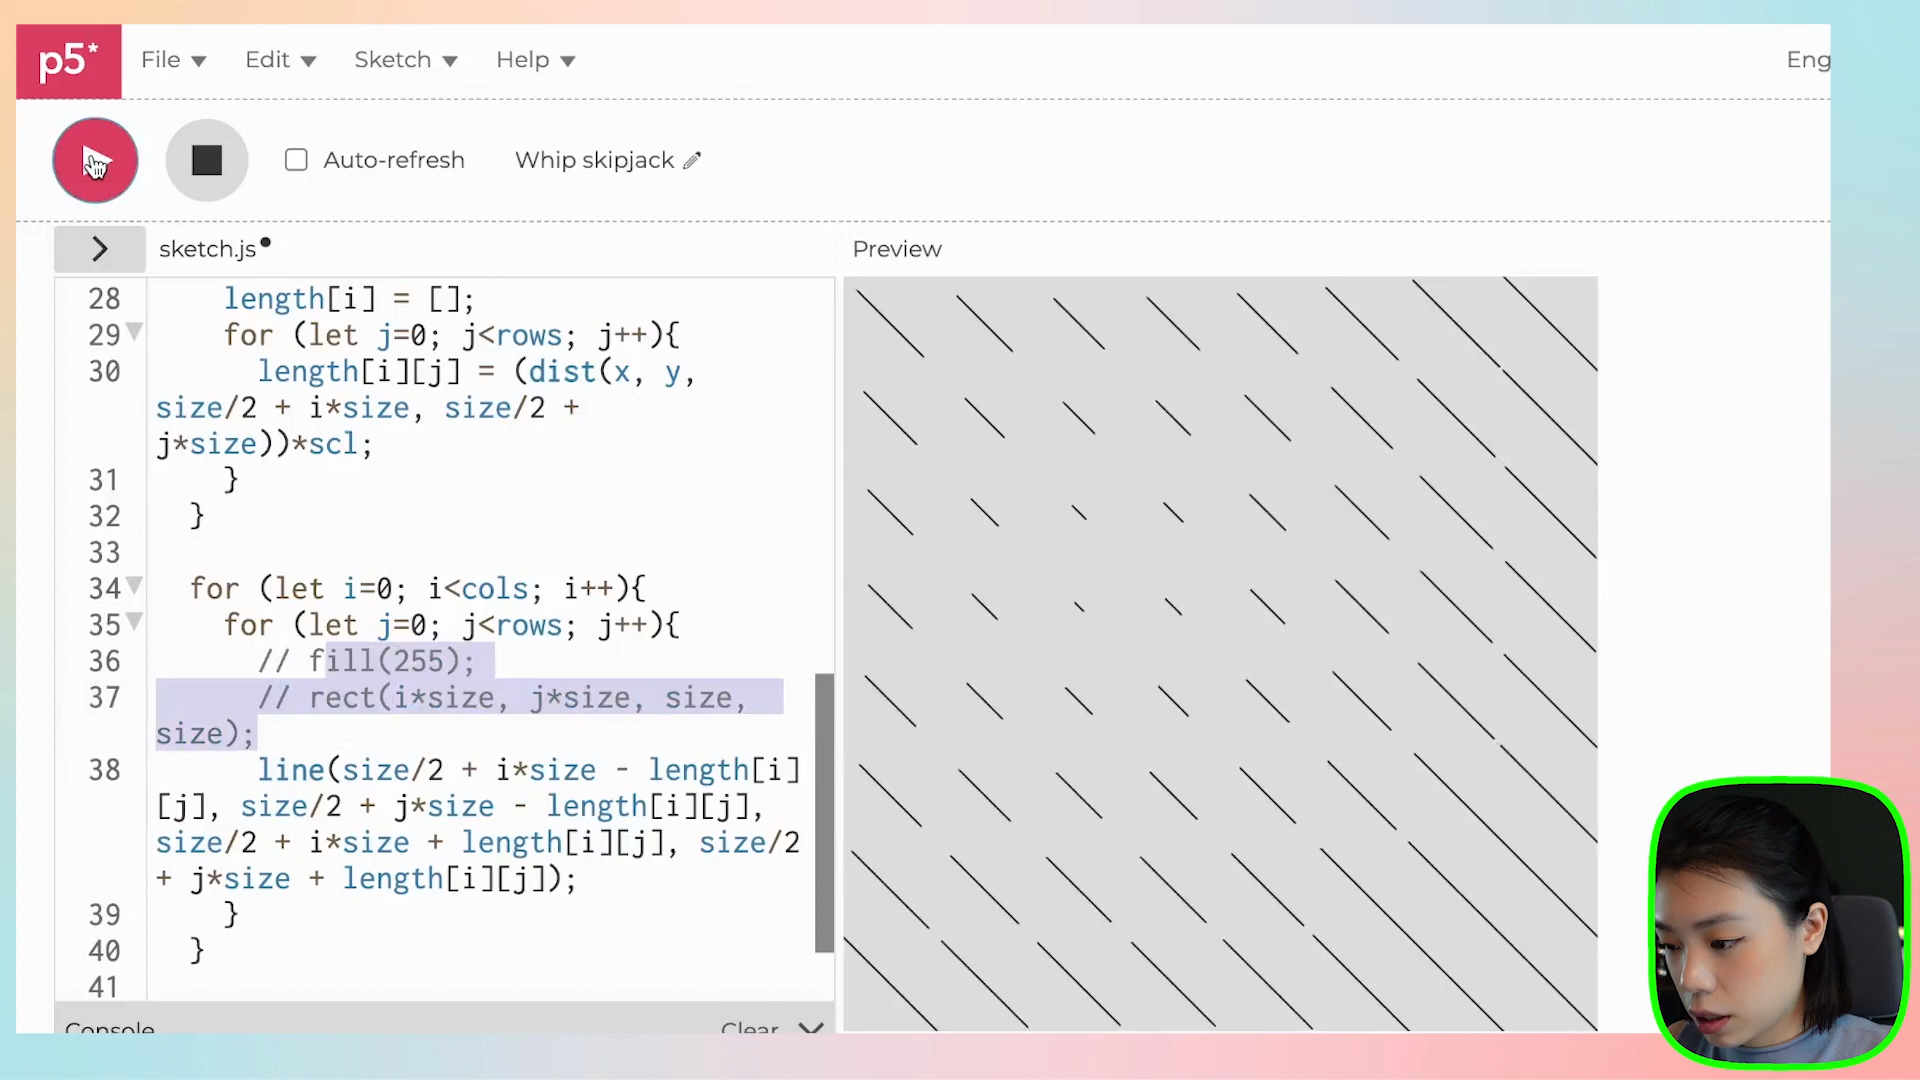 p5* File Edit Sketch Help Eng
Auto-refresh Whip skipjack
sketch.js Preview
28 length[i] = [];
29 for (let j=0; j<rows; j++){
30 length[i][j] = (dist(x, y,
size/2 + i*size, size/2 +
j*size))*scl;
31 }
32 }
33
34 for (let i=0; i<cols; i++){
35 for (let j=0; j<rows; j++){
36 // fill(255);
37 // rect(i*size, j*size, size,
size);
38 line(size/2 + i*size - length[i]
[j], size/2 + j*size - length[i][j],
size/2 + i*size + length[i][j], size/2
+ j*size + length[i][j]);
39 }
40 }
41
Console Clear